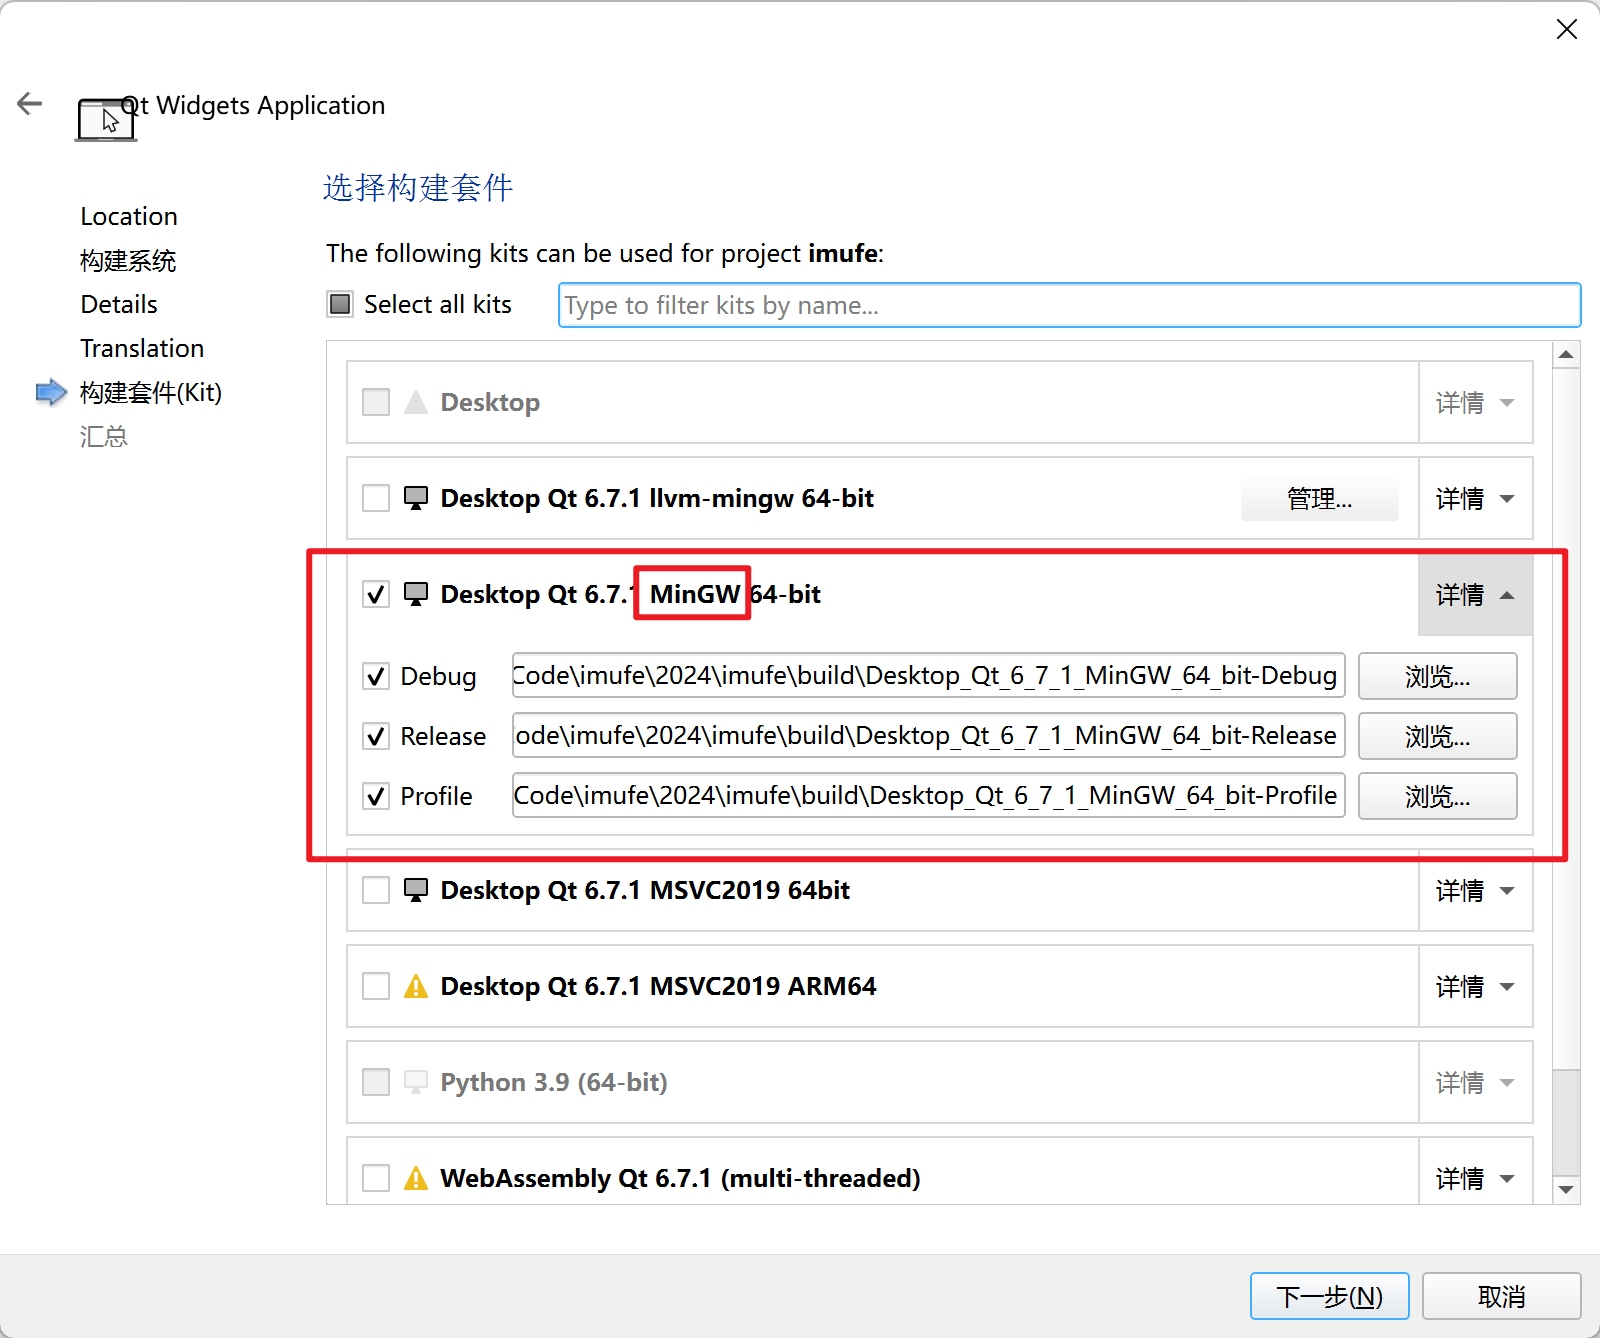 Qt Widgets Application
Location
构建系统
Details
Translation
构建套件(Kit)
汇总
选择构建套件
The following kits can be used for project imufe:
Select all kits
Type to filter kits by name...
Desktop
详情
Desktop Qt 6.7.1 llvm-mingw 64-bit
管理...
详情
Desktop Qt 6.7.1 MinGW 64-bit
详情
Debug
Code\imufe\2024\imufe\build\Desktop_Qt_6_7_1_MinGW_64_bit-Debug
浏览...
Release
ode\imufe\2024\imufe\build\Desktop_Qt_6_7_1_MinGW_64_bit-Release
浏览...
Profile
Code\imufe\2024\imufe\build\Desktop_Qt_6_7_1_MinGW_64_bit-Profile
浏览...
Desktop Qt 6.7.1 MSVC2019 64bit
详情
Desktop Qt 6.7.1 MSVC2019 ARM64
详情
Python 3.9 (64-bit)
详情
WebAssembly Qt 6.7.1 (multi-threaded)
详情
下一步(N)
取消